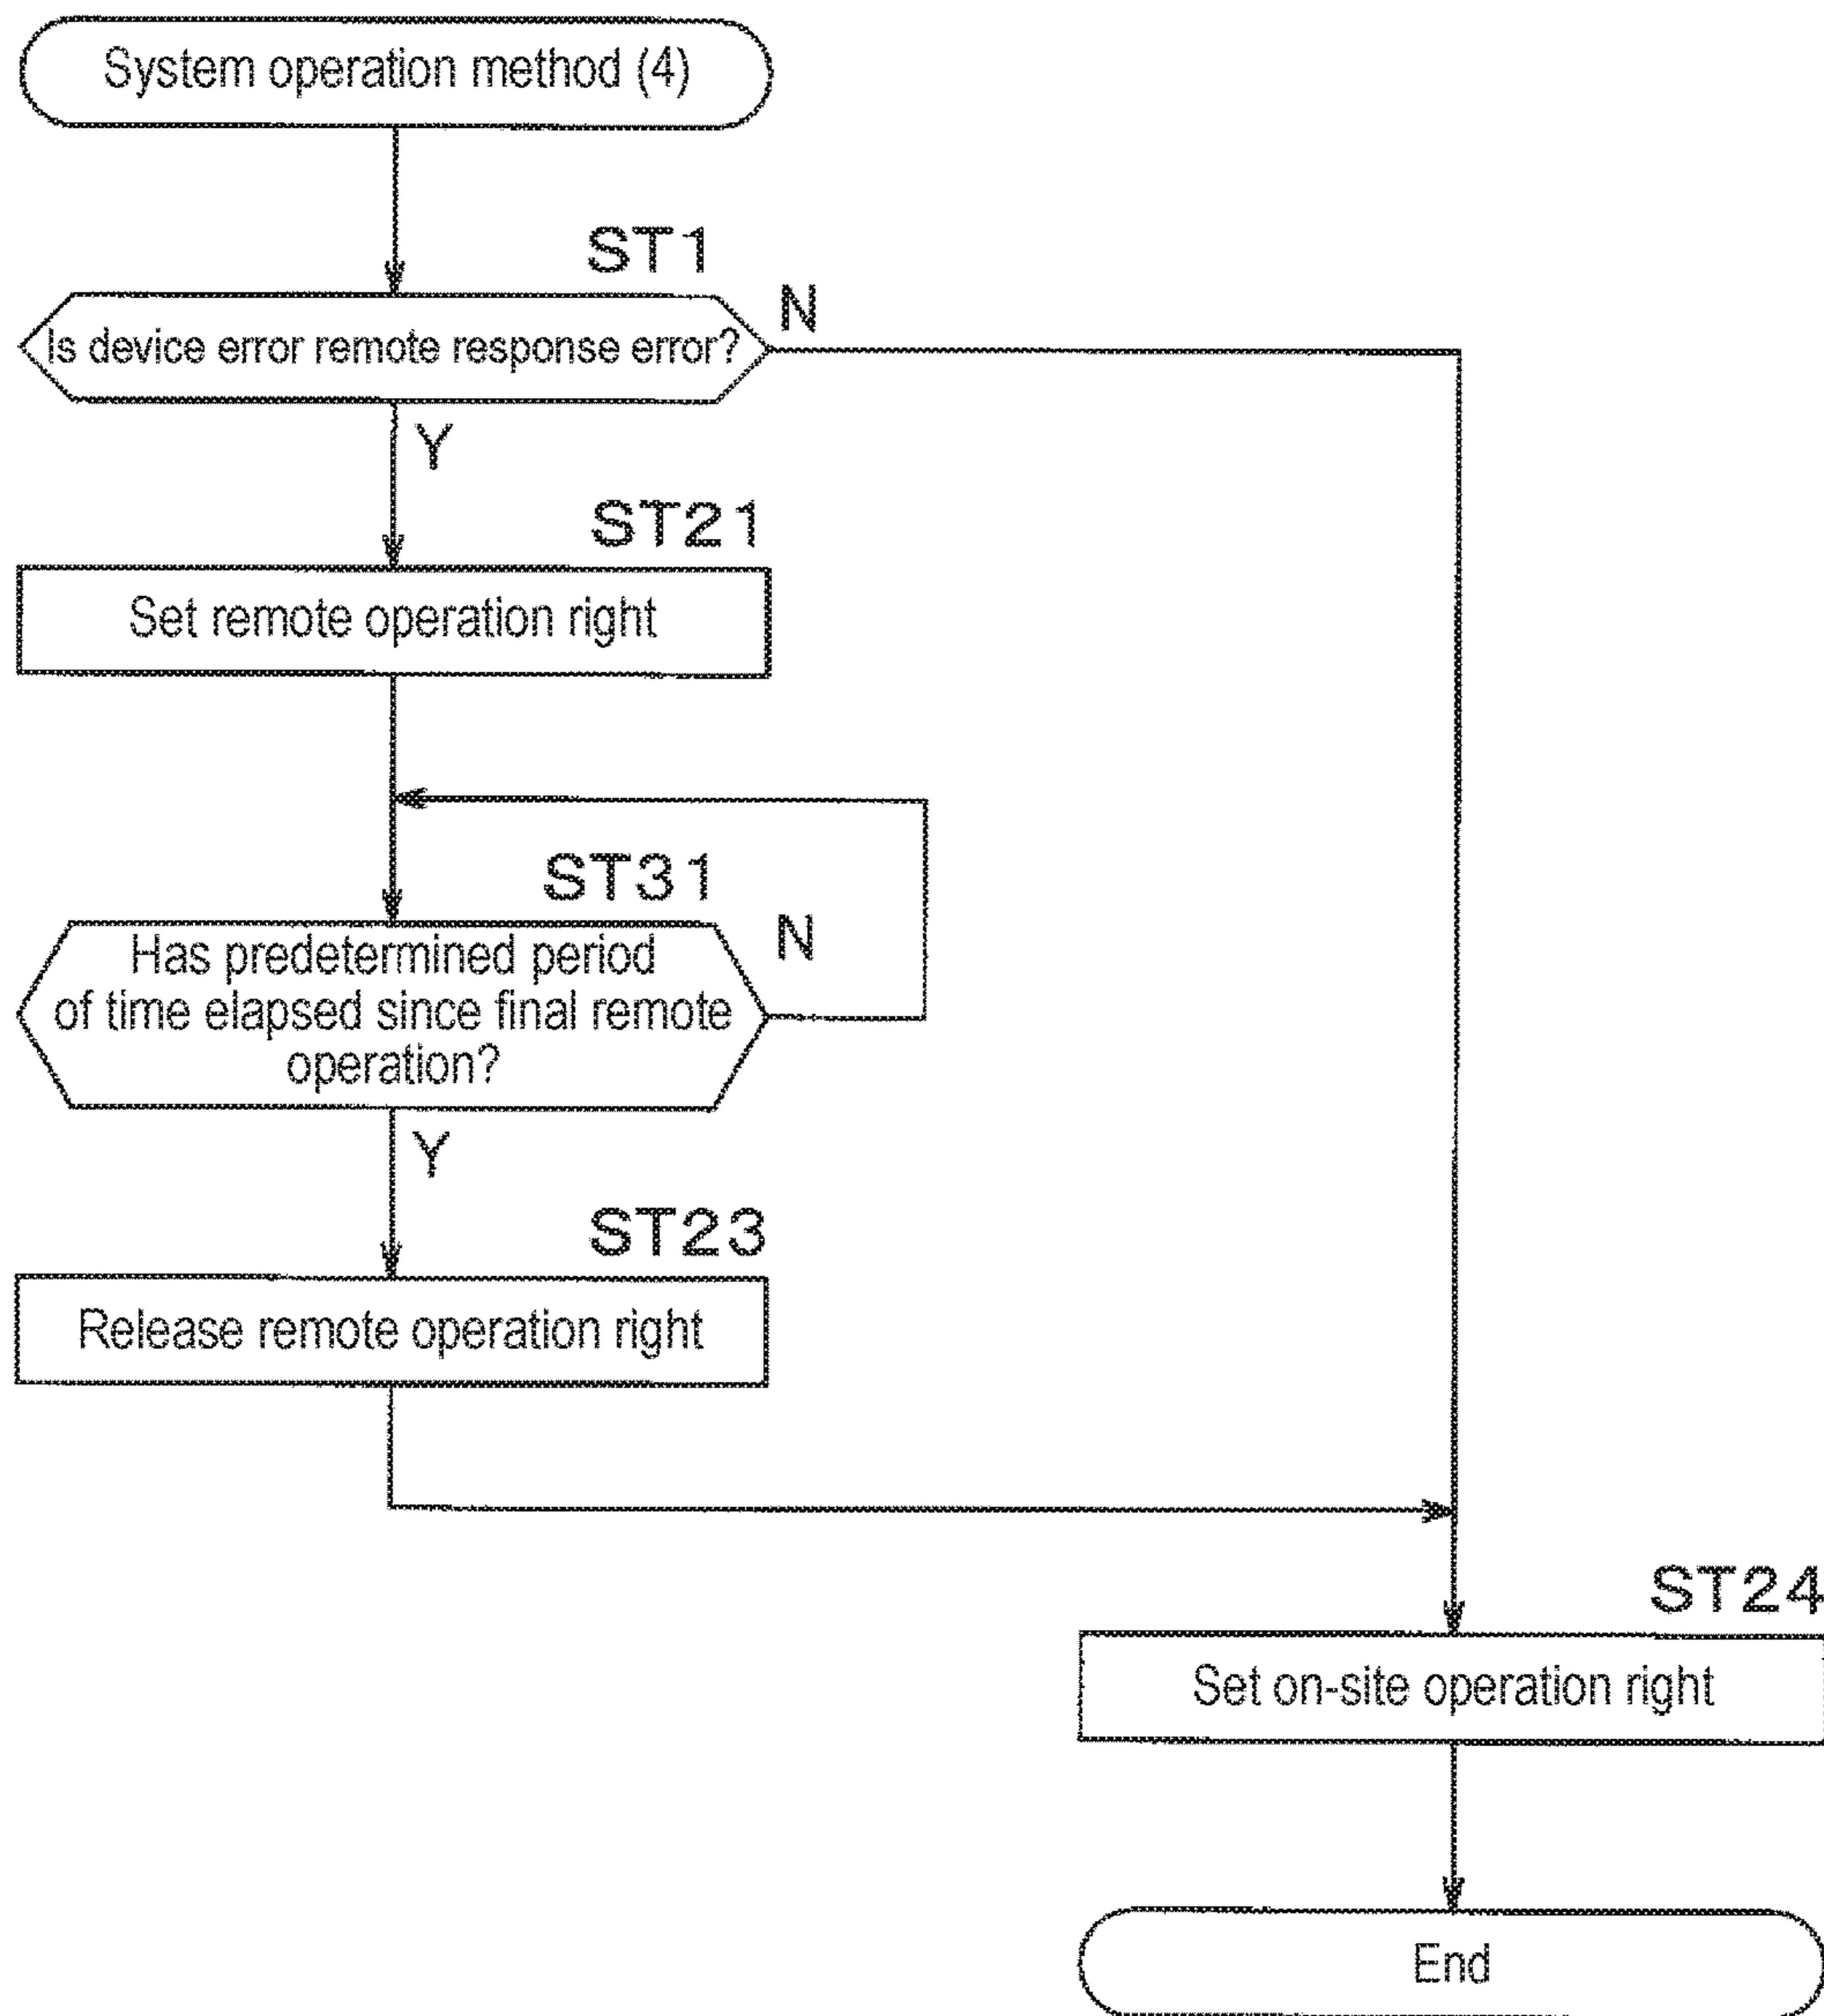 System operation method (4)
ST1
Is device error remote response error?
N
Y
ST21
Set remote operation right
ST31
Has predetermined period
of time elapsed since final remote
operation?
N
Y
ST23
Release remote operation right
ST24
Set on-site operation right
End